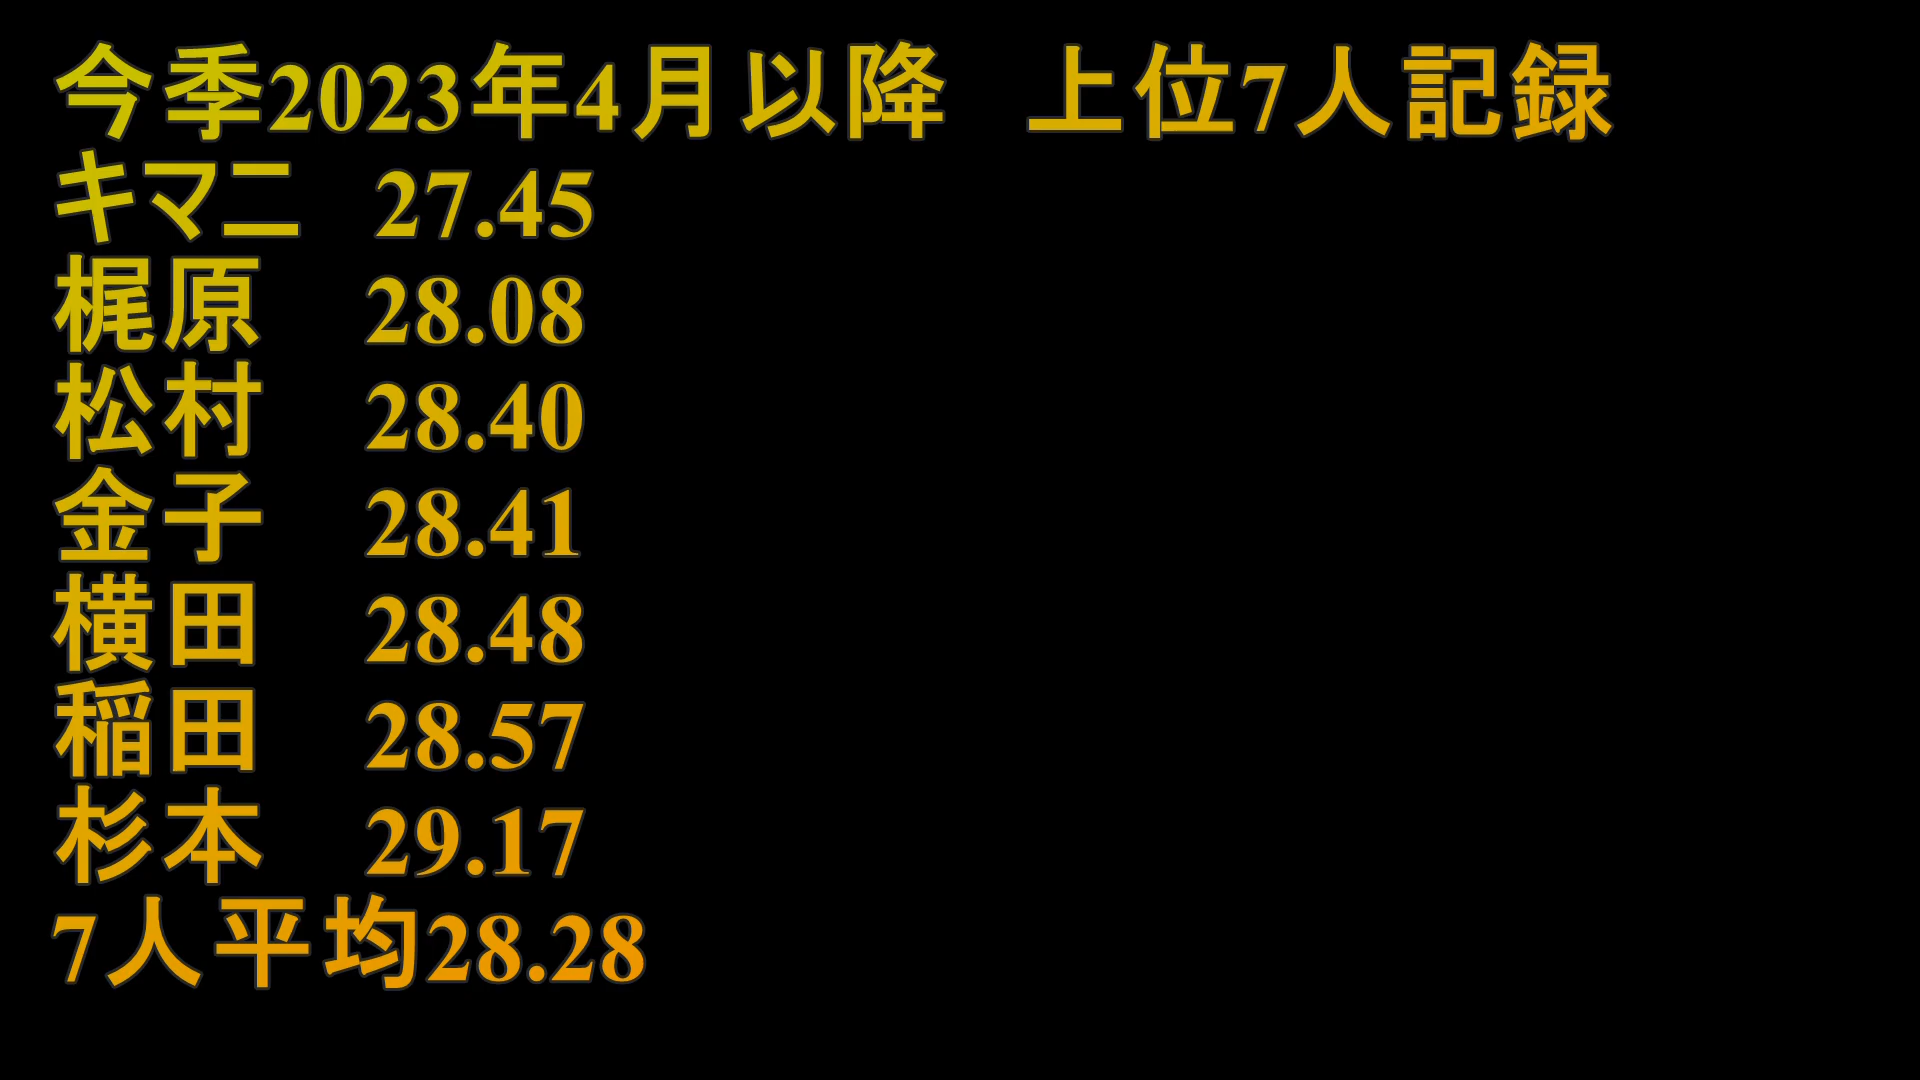 今季2023年4月以降　上位7人記録
キマニ　27.45
梶原　28.08
松村　28.40
金子　28.41
横田　28.48
稲田　28.57
杉本　29.17
7人平均28.28